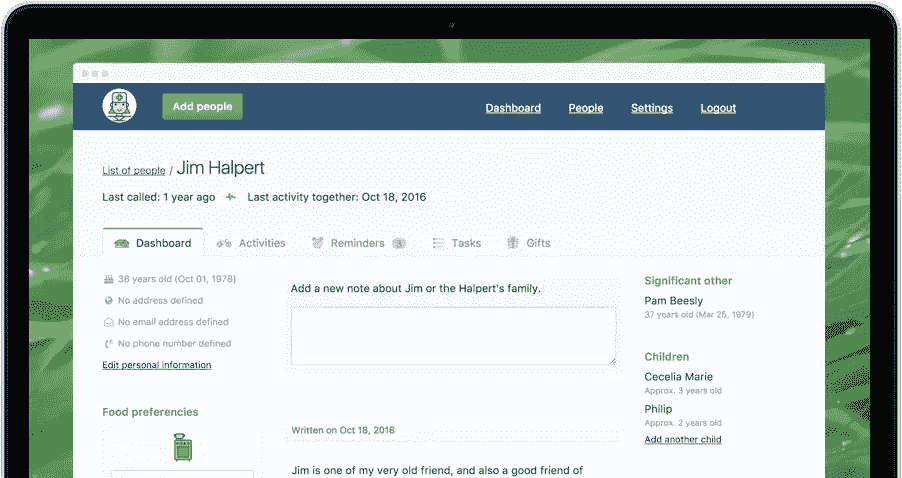 Add people
Dashboard People Settings Logout
List of people / Jim Halpert
Last called: 1 year ago Last activity together: Oct 18, 2016
Dashboard Activities Reminders 3 Tasks Gifts
38 years old (Oct 01, 1978)
No address defined
No email address defined
No phone number defined
Edit personal information
Food preferencies
Add a new note about Jim or the Halpert's family.
Written on Oct 18, 2016
Jim is one of my very old friend, and also a good friend of
Significant other
Pam Beesly
37 years old (Mar 25, 1979)
Children
Cecelia Marie
Approx. 3 years old
Philip
Approx. 2 years old
Add another child